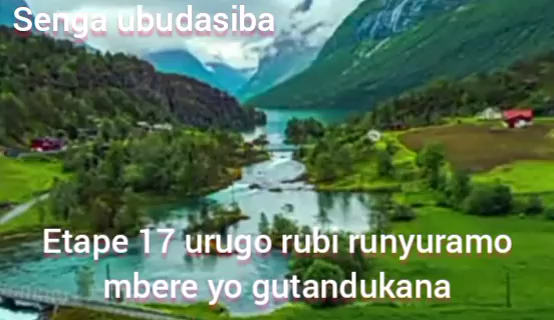 Senga ubudasiba
Etape 17 urugo rubi runyuramo
mbere yo gutandukana